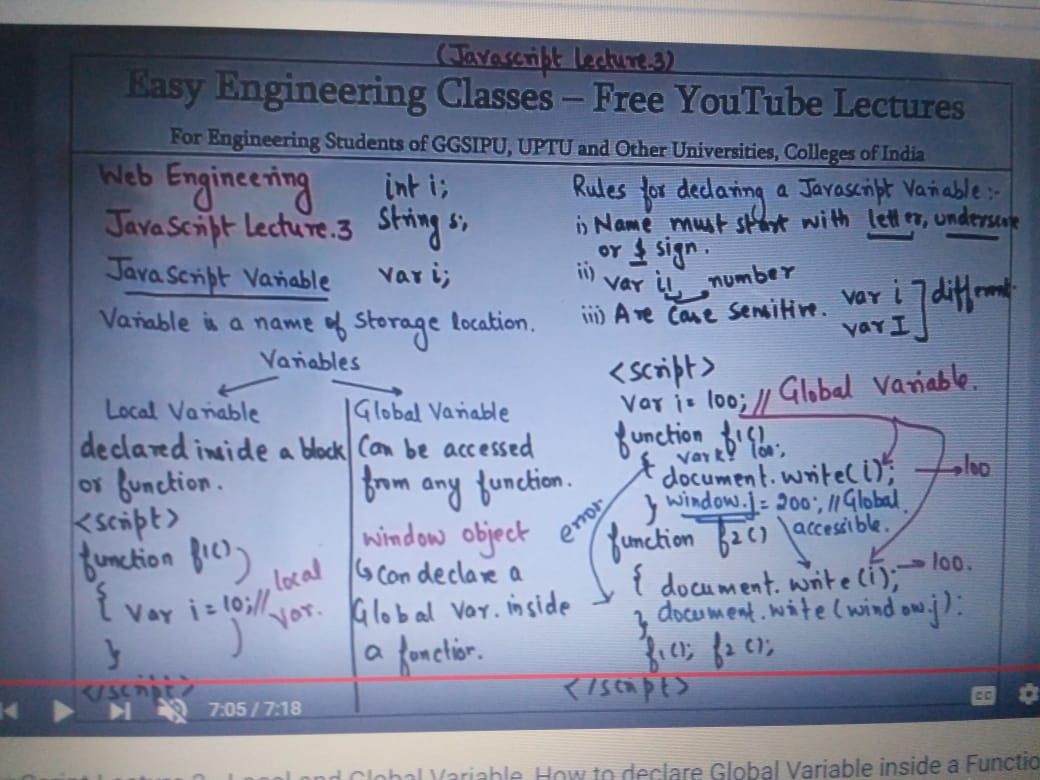 (Javascript Lecture.3)
Easy Engineering Classes – Free YouTube Lectures
For Engineering Students of GGSIPU, UPTU and Other Universities, Colleges of India
Web Engineering
JavaScript Lecture.3
JavaScript Variable
int i;
String s;
var i;
Variable is a name of storage location.
Variables
Local Variable
declared inside a block
or function.
<script>
function f1()
{ var i = 10; // local
var.
}
</script>
Global Variable
Can be accessed
from any function.
window object
↳ can declare a
Global var. inside
a function.
Rules for declaring a Javascript Variable :-
i) Name must start with letter, underscore
or $ sign.
ii) var i1, number
iii) Are case sensitive. var i
var I
different
<script>
var i = 100; // Global Variable.
function f1()
{ var k = 100;
document.write(i); → 100
} window.j = 200; // Global
accessible.
error
function f2()
{ document.write(i); → 100.
document.write(window.j):
}
f1(); f2();
</script>
7:05 / 7:18
CC
Local and Global Variable, How to declare Global Variable inside a Functio